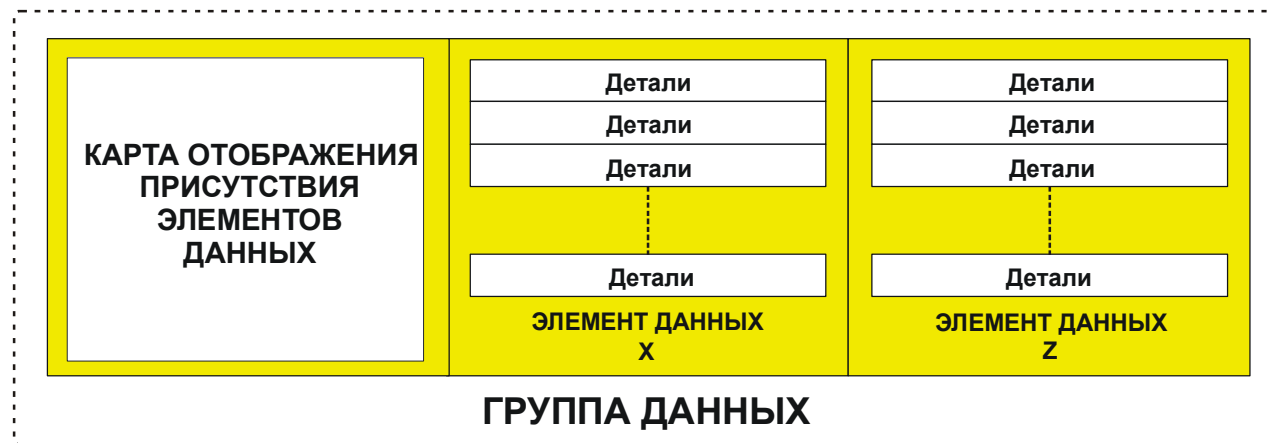 КАРТА ОТОБРАЖЕНИЯ
ПРИСУТСТВИЯ
ЭЛЕМЕНТОВ
ДАННЫХ
Детали
Детали
Детали
Детали
ЭЛЕМЕНТ ДАННЫХ
X
Детали
Детали
Детали
Детали
ЭЛЕМЕНТ ДАННЫХ
Z
ГРУППА ДАННЫХ